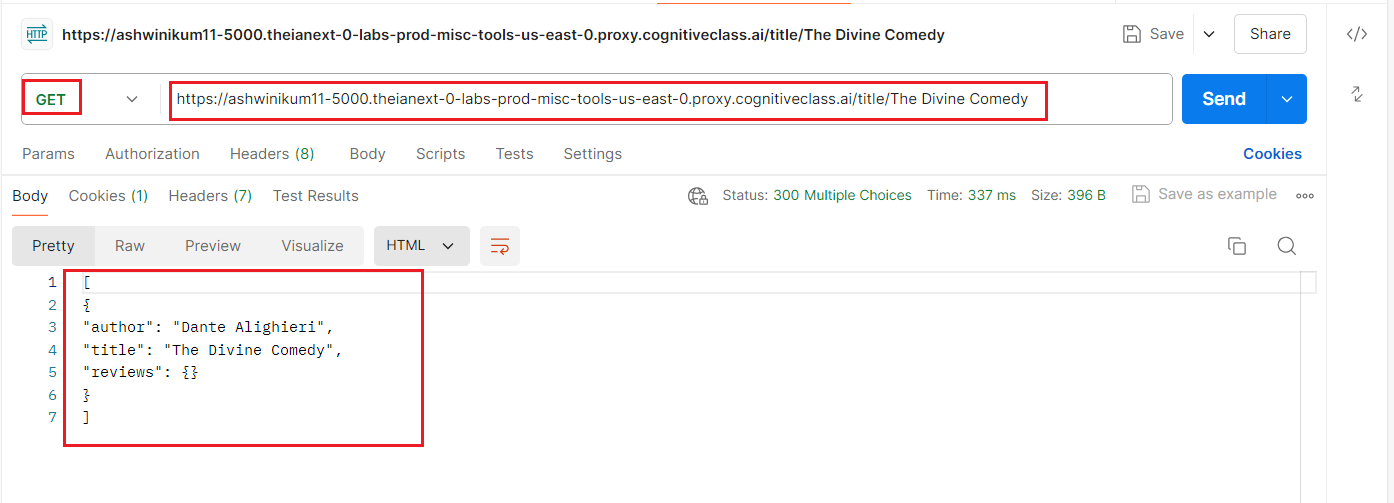 HTTP https://ashwinikum11-5000.theianext-0-labs-prod-misc-tools-us-east-0.proxy.cognitiveclass.ai/title/The Divine Comedy Save Share </>
GET https://ashwinikum11-5000.theianext-0-labs-prod-misc-tools-us-east-0.proxy.cognitiveclass.ai/title/The Divine Comedy Send
Params Authorization Headers (8) Body Scripts Tests Settings Cookies
Body Cookies (1) Headers (7) Test Results Status: 300 Multiple Choices Time: 337 ms Size: 396 B Save as example
Pretty Raw Preview Visualize HTML
1 [
2 {
3 "author": "Dante Alighieri",
4 "title": "The Divine Comedy",
5 "reviews": {}
6 }
7 ]